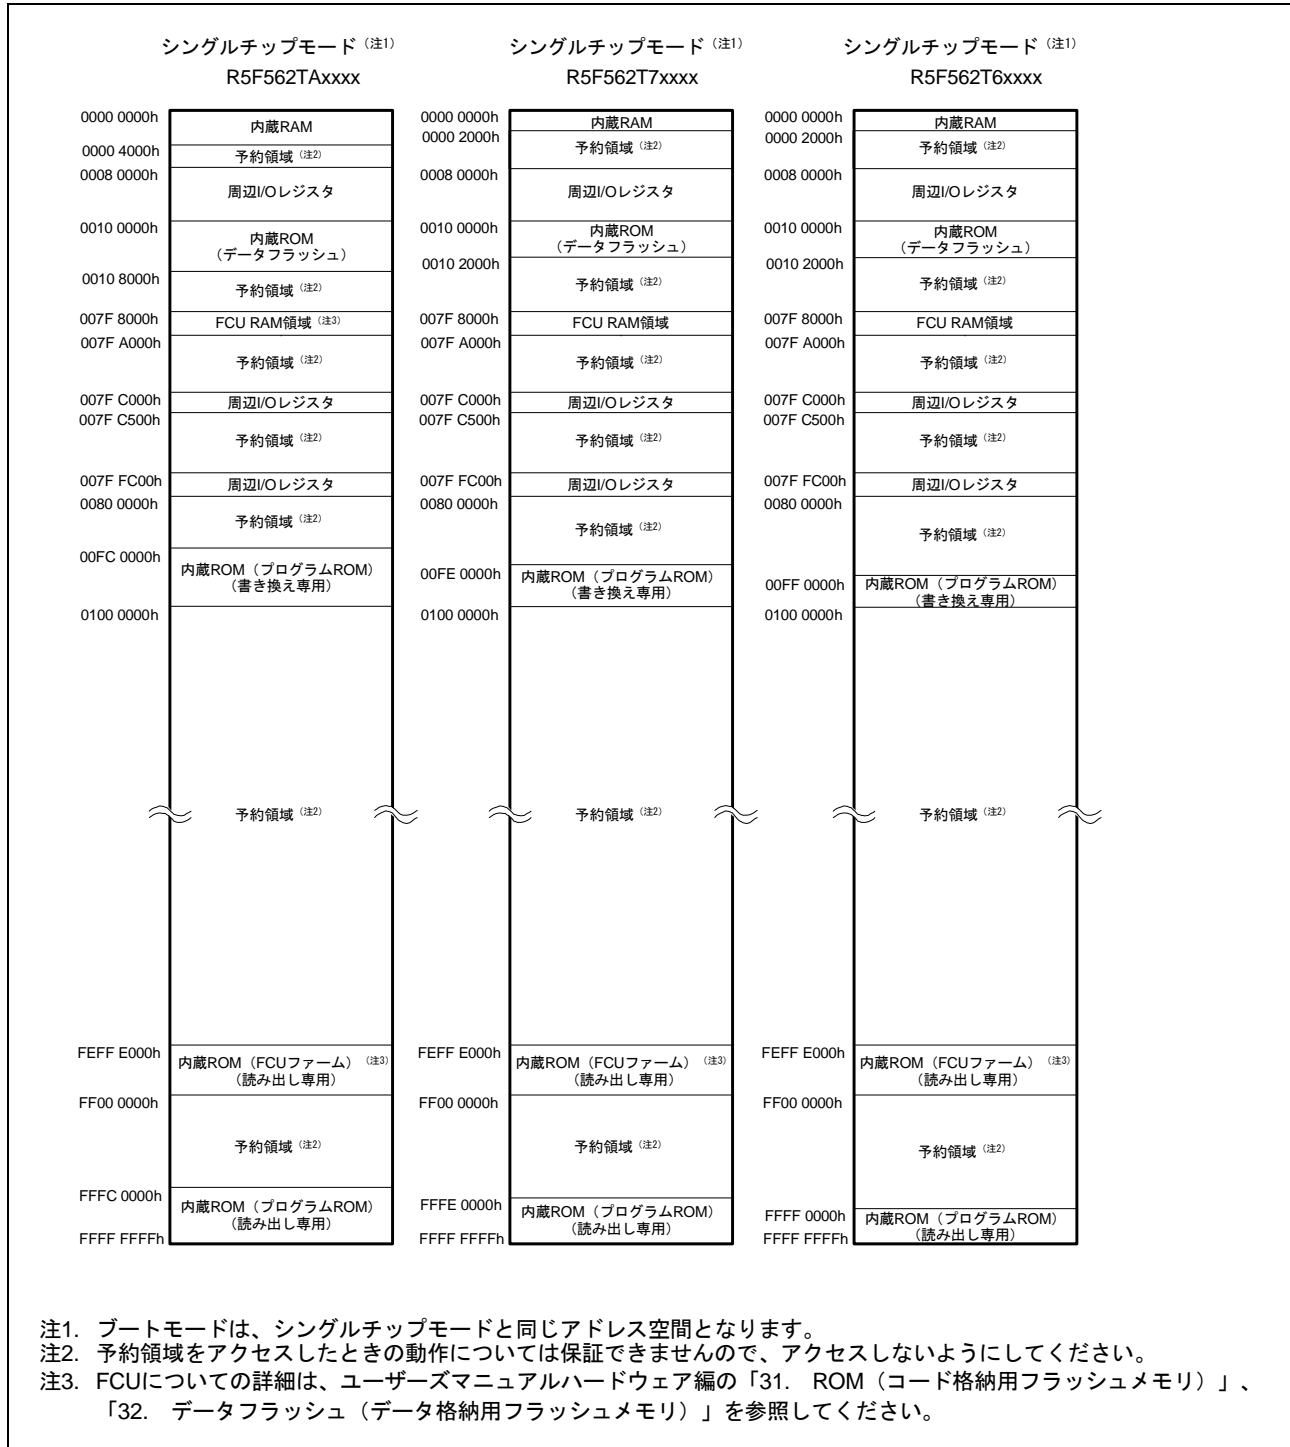 シングルチップモード（注1）
R5F562TAxxxx
0000 0000h
内蔵RAM
0000 4000h
予約領域（注2）
0008 0000h
周辺I/Oレジスタ
0010 0000h
内蔵ROM
（データフラッシュ）
0010 8000h
予約領域（注2）
007F 8000h
FCU RAM領域（注3）
007F A000h
予約領域（注2）
007F C000h
周辺I/Oレジスタ
007F C500h
予約領域（注2）
007F FC00h
周辺I/Oレジスタ
0080 0000h
予約領域（注2）
00FC 0000h
内蔵ROM（プログラムROM）
（書き換え専用）
0100 0000h
予約領域（注2）
FEFF E000h
内蔵ROM（FCUファーム）（注3）
（読み出し専用）
FF00 0000h
予約領域（注2）
FFFC 0000h
内蔵ROM（プログラムROM）
（読み出し専用）
FFFF FFFFh
シングルチップモード（注1）
R5F562T7xxxx
0000 0000h
内蔵RAM
0000 2000h
予約領域（注2）
0008 0000h
周辺I/Oレジスタ
0010 0000h
内蔵ROM
（データフラッシュ）
0010 2000h
予約領域（注2）
007F 8000h
FCU RAM領域
007F A000h
予約領域（注2）
007F C000h
周辺I/Oレジスタ
007F C500h
予約領域（注2）
007F FC00h
周辺I/Oレジスタ
0080 0000h
予約領域（注2）
00FE 0000h
内蔵ROM（プログラムROM）
（書き換え専用）
0100 0000h
予約領域（注2）
FEFF E000h
内蔵ROM（FCUファーム）（注3）
（読み出し専用）
FF00 0000h
予約領域（注2）
FFFE 0000h
内蔵ROM（プログラムROM）
（読み出し専用）
FFFF FFFFh
シングルチップモード（注1）
R5F562T6xxxx
0000 0000h
内蔵RAM
0000 2000h
予約領域（注2）
0008 0000h
周辺I/Oレジスタ
0010 0000h
内蔵ROM
（データフラッシュ）
0010 2000h
予約領域（注2）
007F 8000h
FCU RAM領域
007F A000h
予約領域（注2）
007F C000h
周辺I/Oレジスタ
007F C500h
予約領域（注2）
007F FC00h
周辺I/Oレジスタ
0080 0000h
予約領域（注2）
00FF 0000h
内蔵ROM（プログラムROM）
（書き換え専用）
0100 0000h
予約領域（注2）
FEFF E000h
内蔵ROM（FCUファーム）（注3）
（読み出し専用）
FF00 0000h
予約領域（注2）
FFFF 0000h
内蔵ROM（プログラムROM）
（読み出し専用）
FFFF FFFFh
注1. ブートモードは、シングルチップモードと同じアドレス空間となります。
注2. 予約領域をアクセスしたときの動作については保証できませんので、アクセスしないようにしてください。
注3. FCUについての詳細は、ユーザーズマニュアルハードウェア編の「31. ROM（コード格納用フラッシュメモリ）」、
「32. データフラッシュ（データ格納用フラッシュメモリ）」を参照してください。